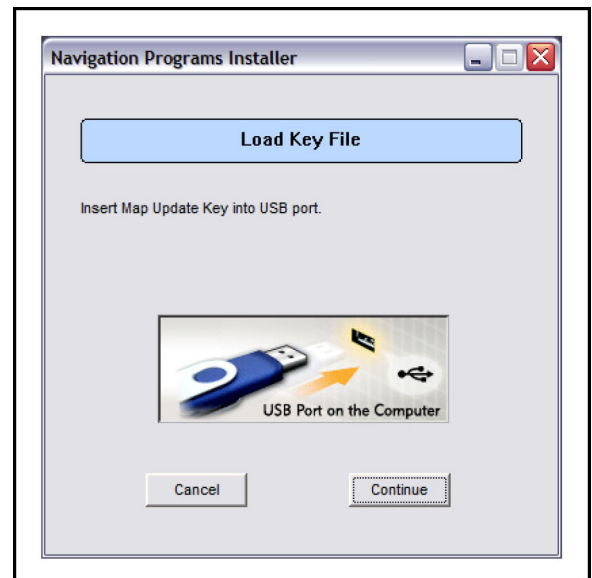 Navigation Programs Installer
Load Key File
Insert Map Update Key into USB port.
USB Port on the Computer
Cancel
Continue